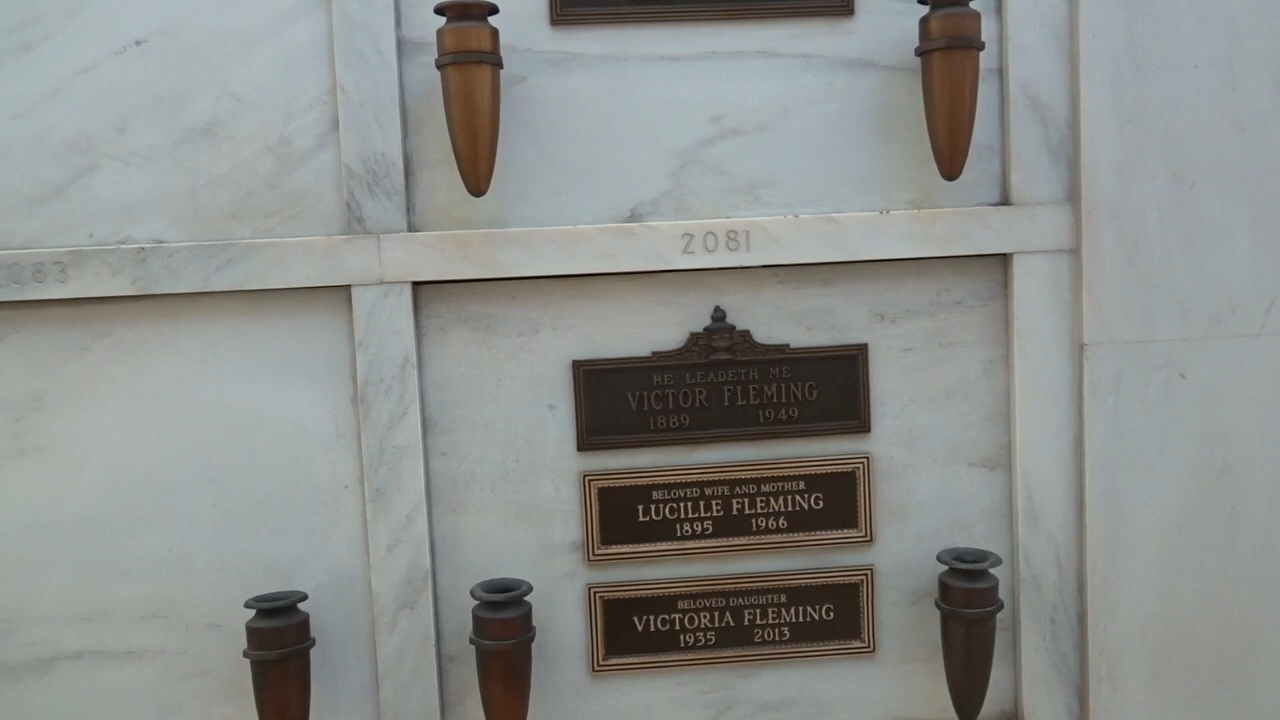 2081
HE LEADETH ME
VICTOR FLEMING
1889 1949
BELOVED WIFE AND MOTHER
LUCILLE FLEMING
1895 1966
BELOVED DAUGHTER
VICTORIA FLEMING
1935 2013